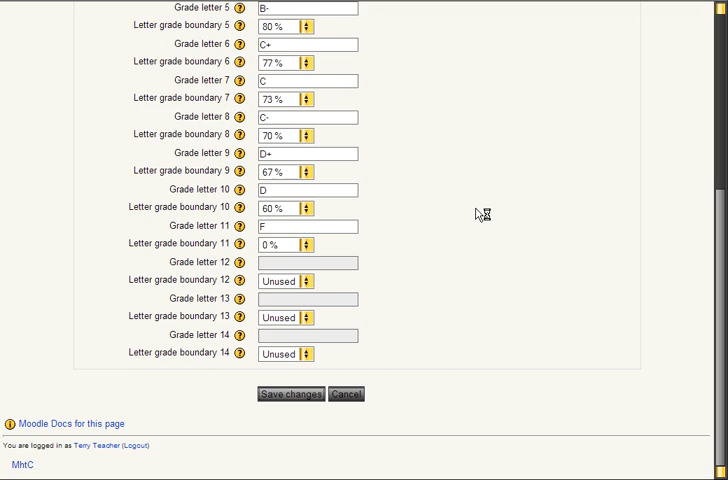 Grade letter 5 ? B-
Letter grade boundary 5 ? 80 %
Grade letter 6 ? C+
Letter grade boundary 6 ? 77 %
Grade letter 7 ? C
Letter grade boundary 7 ? 73 %
Grade letter 8 ? C-
Letter grade boundary 8 ? 70 %
Grade letter 9 ? D+
Letter grade boundary 9 ? 67 %
Grade letter 10 ? D
Letter grade boundary 10 ? 60 %
Grade letter 11 ? F
Letter grade boundary 11 ? 0 %
Grade letter 12 ?
Letter grade boundary 12 ? Unused
Grade letter 13 ?
Letter grade boundary 13 ? Unused
Grade letter 14 ?
Letter grade boundary 14 ? Unused
Save changes Cancel
i Moodle Docs for this page
You are logged in as Terry Teacher (Logout)
MhtC